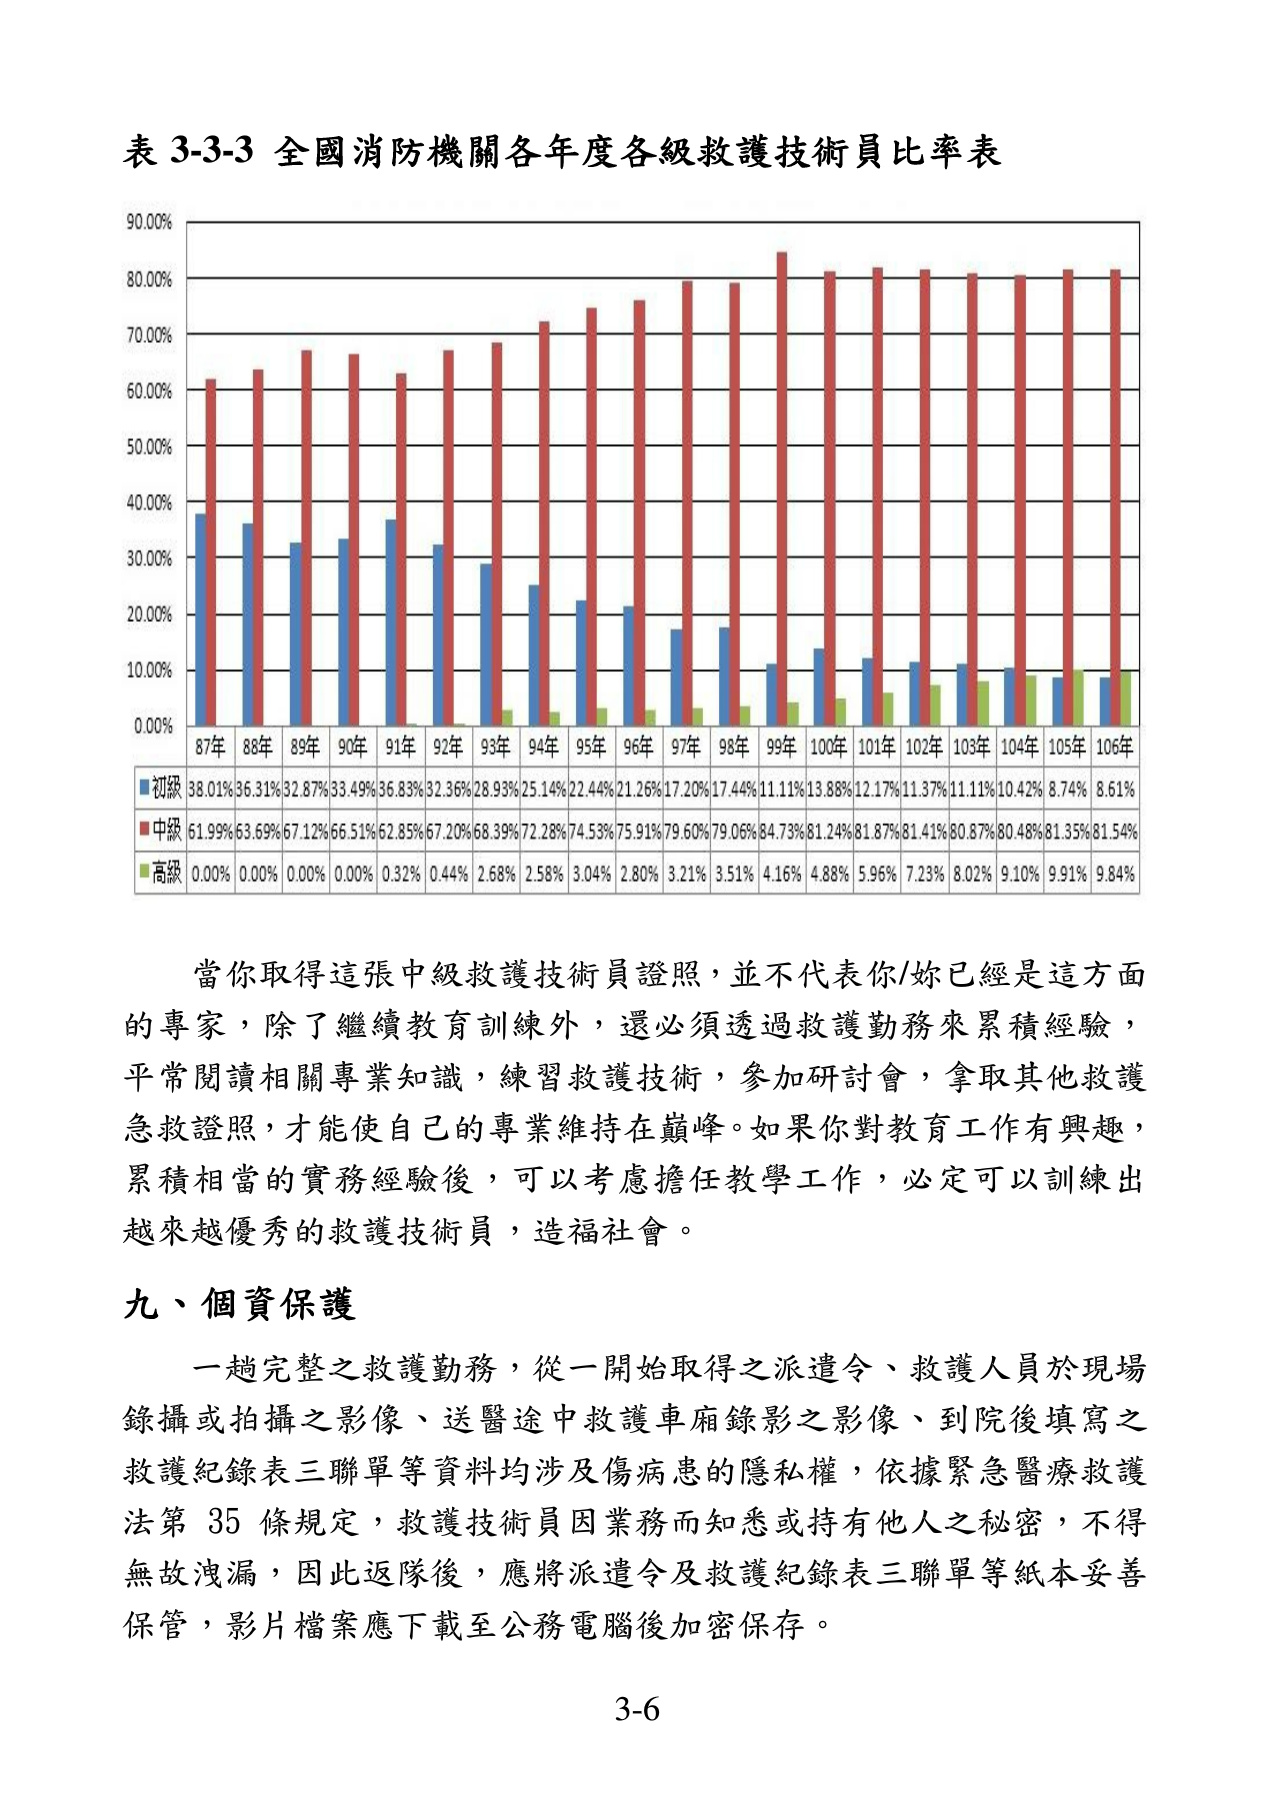 表 3-3-3 全國消防機關各年度各級救護技術員比率表
90.00%
80.00%
70.00%
60.00%
50.00%
40.00%
30.00%
20.00%
10.00%
0.00%
87年 88年 89年 90年 91年 92年 93年 94年 95年 96年 97年 98年 99年 100年 101年 102年 103年 104年 105年 106年
初級 38.01% 36.31% 32.87% 33.49% 36.83% 32.36% 28.93% 25.14% 22.44% 21.26% 17.20% 17.44% 11.11% 13.88% 12.17% 11.37% 11.11% 10.42% 8.74% 8.61%
中級 61.99% 63.69% 67.12% 66.51% 62.85% 67.20% 68.39% 72.28% 74.53% 75.91% 79.60% 79.06% 84.73% 81.24% 81.87% 81.41% 80.87% 80.48% 81.35% 81.54%
高級 0.00% 0.00% 0.00% 0.00% 0.32% 0.44% 2.68% 2.58% 3.04% 2.80% 3.21% 3.51% 4.16% 4.88% 5.96% 7.23% 8.02% 9.10% 9.91% 9.84%
當你取得這張中級救護技術員證照，並不代表你/妳已經是這方面
的專家，除了繼續教育訓練外，還必須透過救護勤務來累積經驗，
平常閱讀相關專業知識，練習救護技術，參加研討會，拿取其他救護
急救證照，才能使自己的專業維持在巔峰。如果你對教育工作有興趣，
累積相當的實務經驗後，可以考慮擔任教學工作，必定可以訓練出
越來越優秀的救護技術員，造福社會。
九、個資保護
一趟完整之救護勤務，從一開始取得之派遣令、救護人員於現場
錄攝或拍攝之影像、送醫途中救護車廂錄影之影像、到院後填寫之
救護紀錄表三聯單等資料均涉及傷病患的隱私權，依據緊急醫療救護
法第 35 條規定，救護技術員因業務而知悉或持有他人之秘密，不得
無故洩漏，因此返隊後，應將派遣令及救護紀錄表三聯單等紙本妥善
保管，影片檔案應下載至公務電腦後加密保存。
3-6